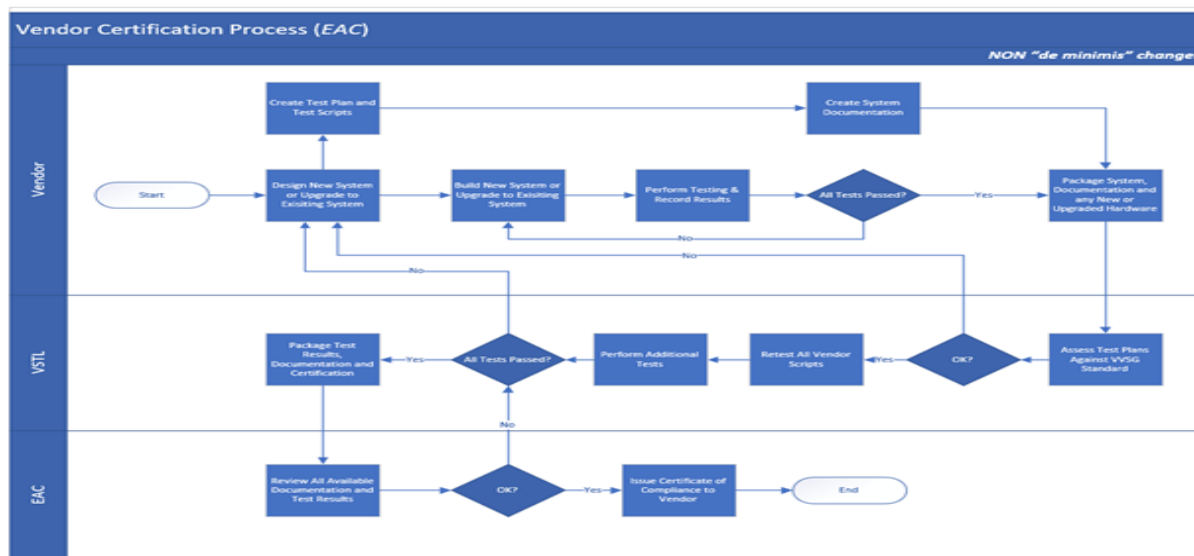 Vendor Certification Process (EAC)
NON "de minimis" change
Vendor
Create Test Plan and
Test Scripts
Create System
Documentation
Start
Design New System
or Upgrade to
Exisiting System
Build New System or
Upgrade to Exisiting
System
Perform Testing &
Record Results
All Tests Passed?
Yes
Package System,
Documentation and
any New or
Upgraded Hardware
No
No
No
VSTL
Package Test
Results,
Documentation and
Certification
Yes
All Tests Passed?
Perform Additional
Tests
Retest All Vendor
Scripts
Yes
OK?
Assess Test Plans
Against VVSG
Standard
No
EAC
Review All Available
Documentation and
Test Results
OK?
Yes
Issue Certificate of
Compliance to
Vendor
End